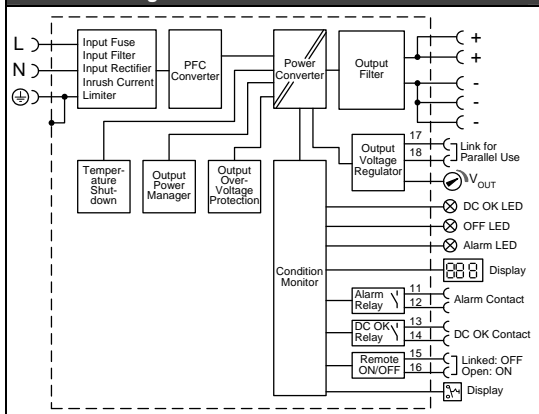 L
N
Input Fuse
Input Filter
Input Rectifier
Inrush Current
Limiter
PFC
Converter
Power
Converter
Output
Filter
+
+
-
-
-
Temper-
ature
Shut-
down
Output
Power
Manager
Output
Over-
Voltage
Protection
Output
Voltage
Regulator
17
18
Link for
Parallel Use
VOUT
DC OK LED
OFF LED
Alarm LED
Display
Condition
Monitor
Alarm
Relay
11
12
Alarm Contact
DC OK
Relay
13
14
DC OK Contact
Remote
ON/OFF
15
16
Linked: OFF
Open: ON
Display